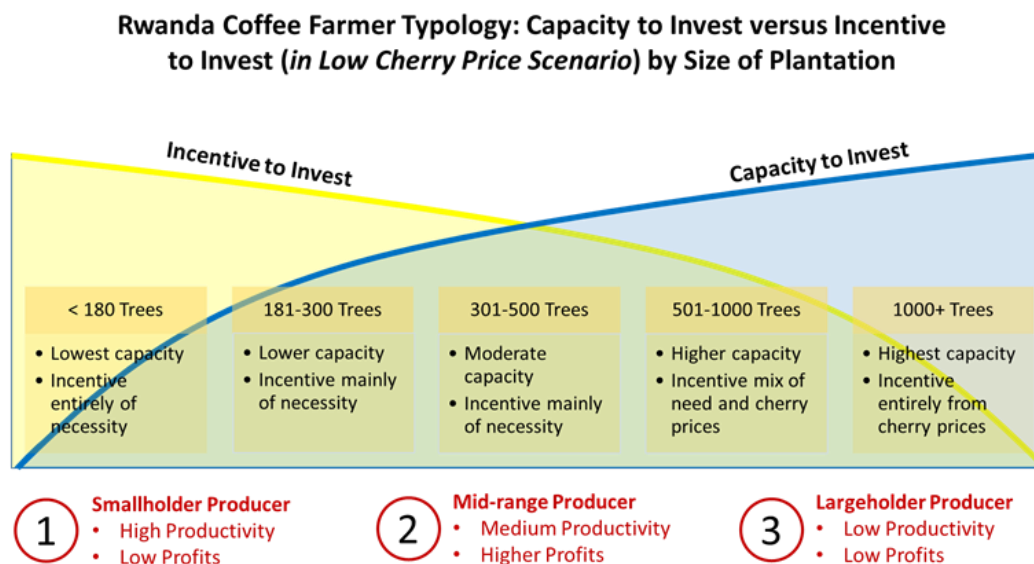 Rwanda Coffee Farmer Typology: Capacity to Invest versus Incentive
to Invest (in Low Cherry Price Scenario) by Size of Plantation
Incentive to Invest
Capacity to Invest
< 180 Trees
• Lowest capacity
• Incentive
entirely of
necessity
181-300 Trees
• Lower capacity
• Incentive mainly
of necessity
301-500 Trees
• Moderate
capacity
• Incentive mainly
of necessity
501-1000 Trees
• Higher capacity
• Incentive mix of
need and cherry
prices
1000+ Trees
• Highest capacity
• Incentive
entirely from
cherry prices
1
Smallholder Producer
• High Productivity
• Low Profits
2
Mid-range Producer
• Medium Productivity
• Higher Profits
3
Largeholder Producer
• Low Productivity
• Low Profits